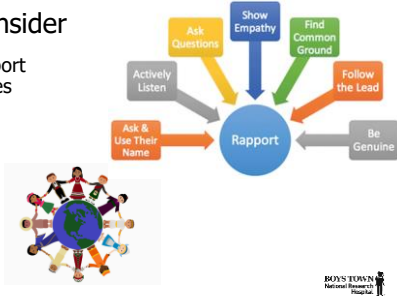 nsider
port
es
Ask &
Use Their
Name
Actively
Listen
Ask
Questions
Show
Empathy
Find
Common
Ground
Follow
the Lead
Be
Genuine
Rapport
BOYS TOWN
National Research
Hospital